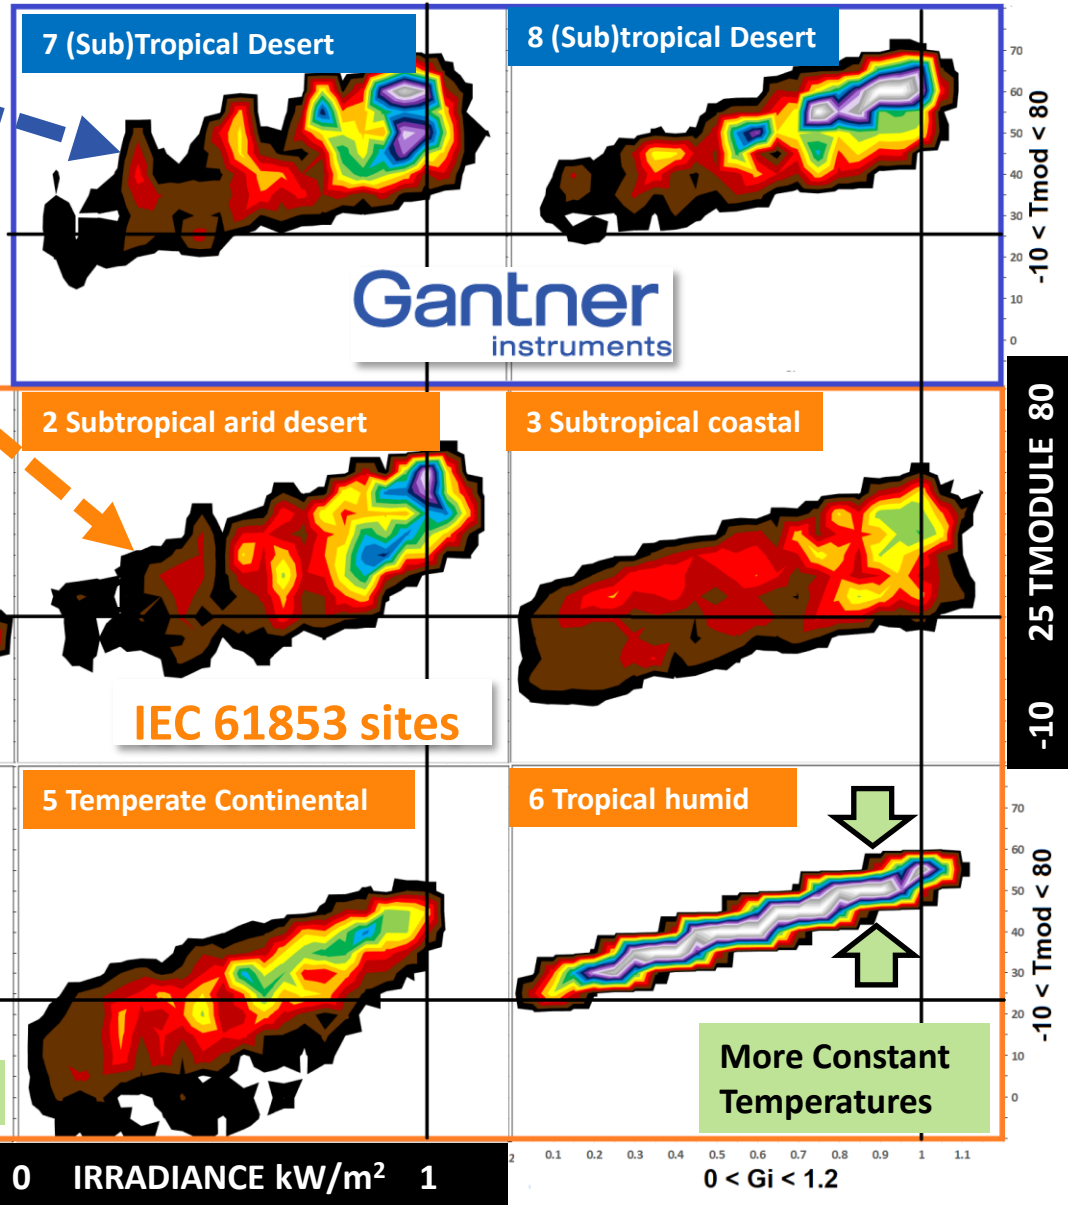 7 (Sub)Tropical Desert
8 (Sub)tropical Desert
70
60
50
40
30
20
10
0
-10 < Tmod < 80
Gantner
instruments
2 Subtropical arid desert
3 Subtropical coastal
-10 25 TMODULE 80
IEC 61853 sites
5 Temperate Continental
6 Tropical humid
70
60
50
40
30
20
10
0
-10 < Tmod < 80
More Constant
Temperatures
0 IRRADIANCE kW/m² 1
2 0.1 0.2 0.3 0.4 0.5 0.6 0.7 0.8 0.9 1 1.1
0 < Gi < 1.2